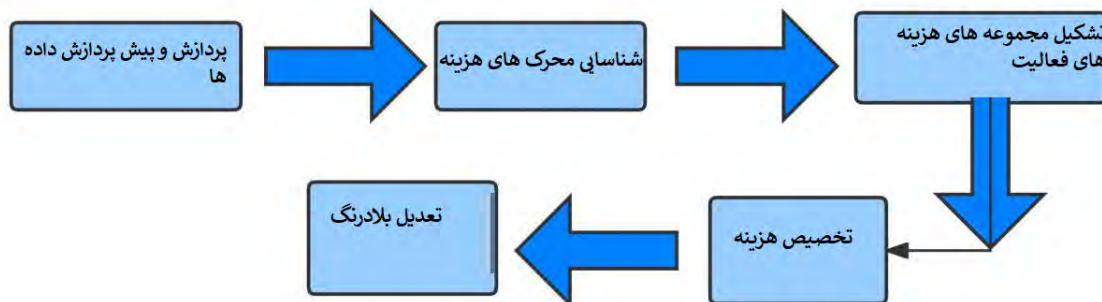 پردازش و پیش پردازش داده
ها
شناسایی محرک های هزینه
تشکیل مجموعه های هزینه
های فعالیت
تخصیص هزینه
تعدیل بلادرنگ